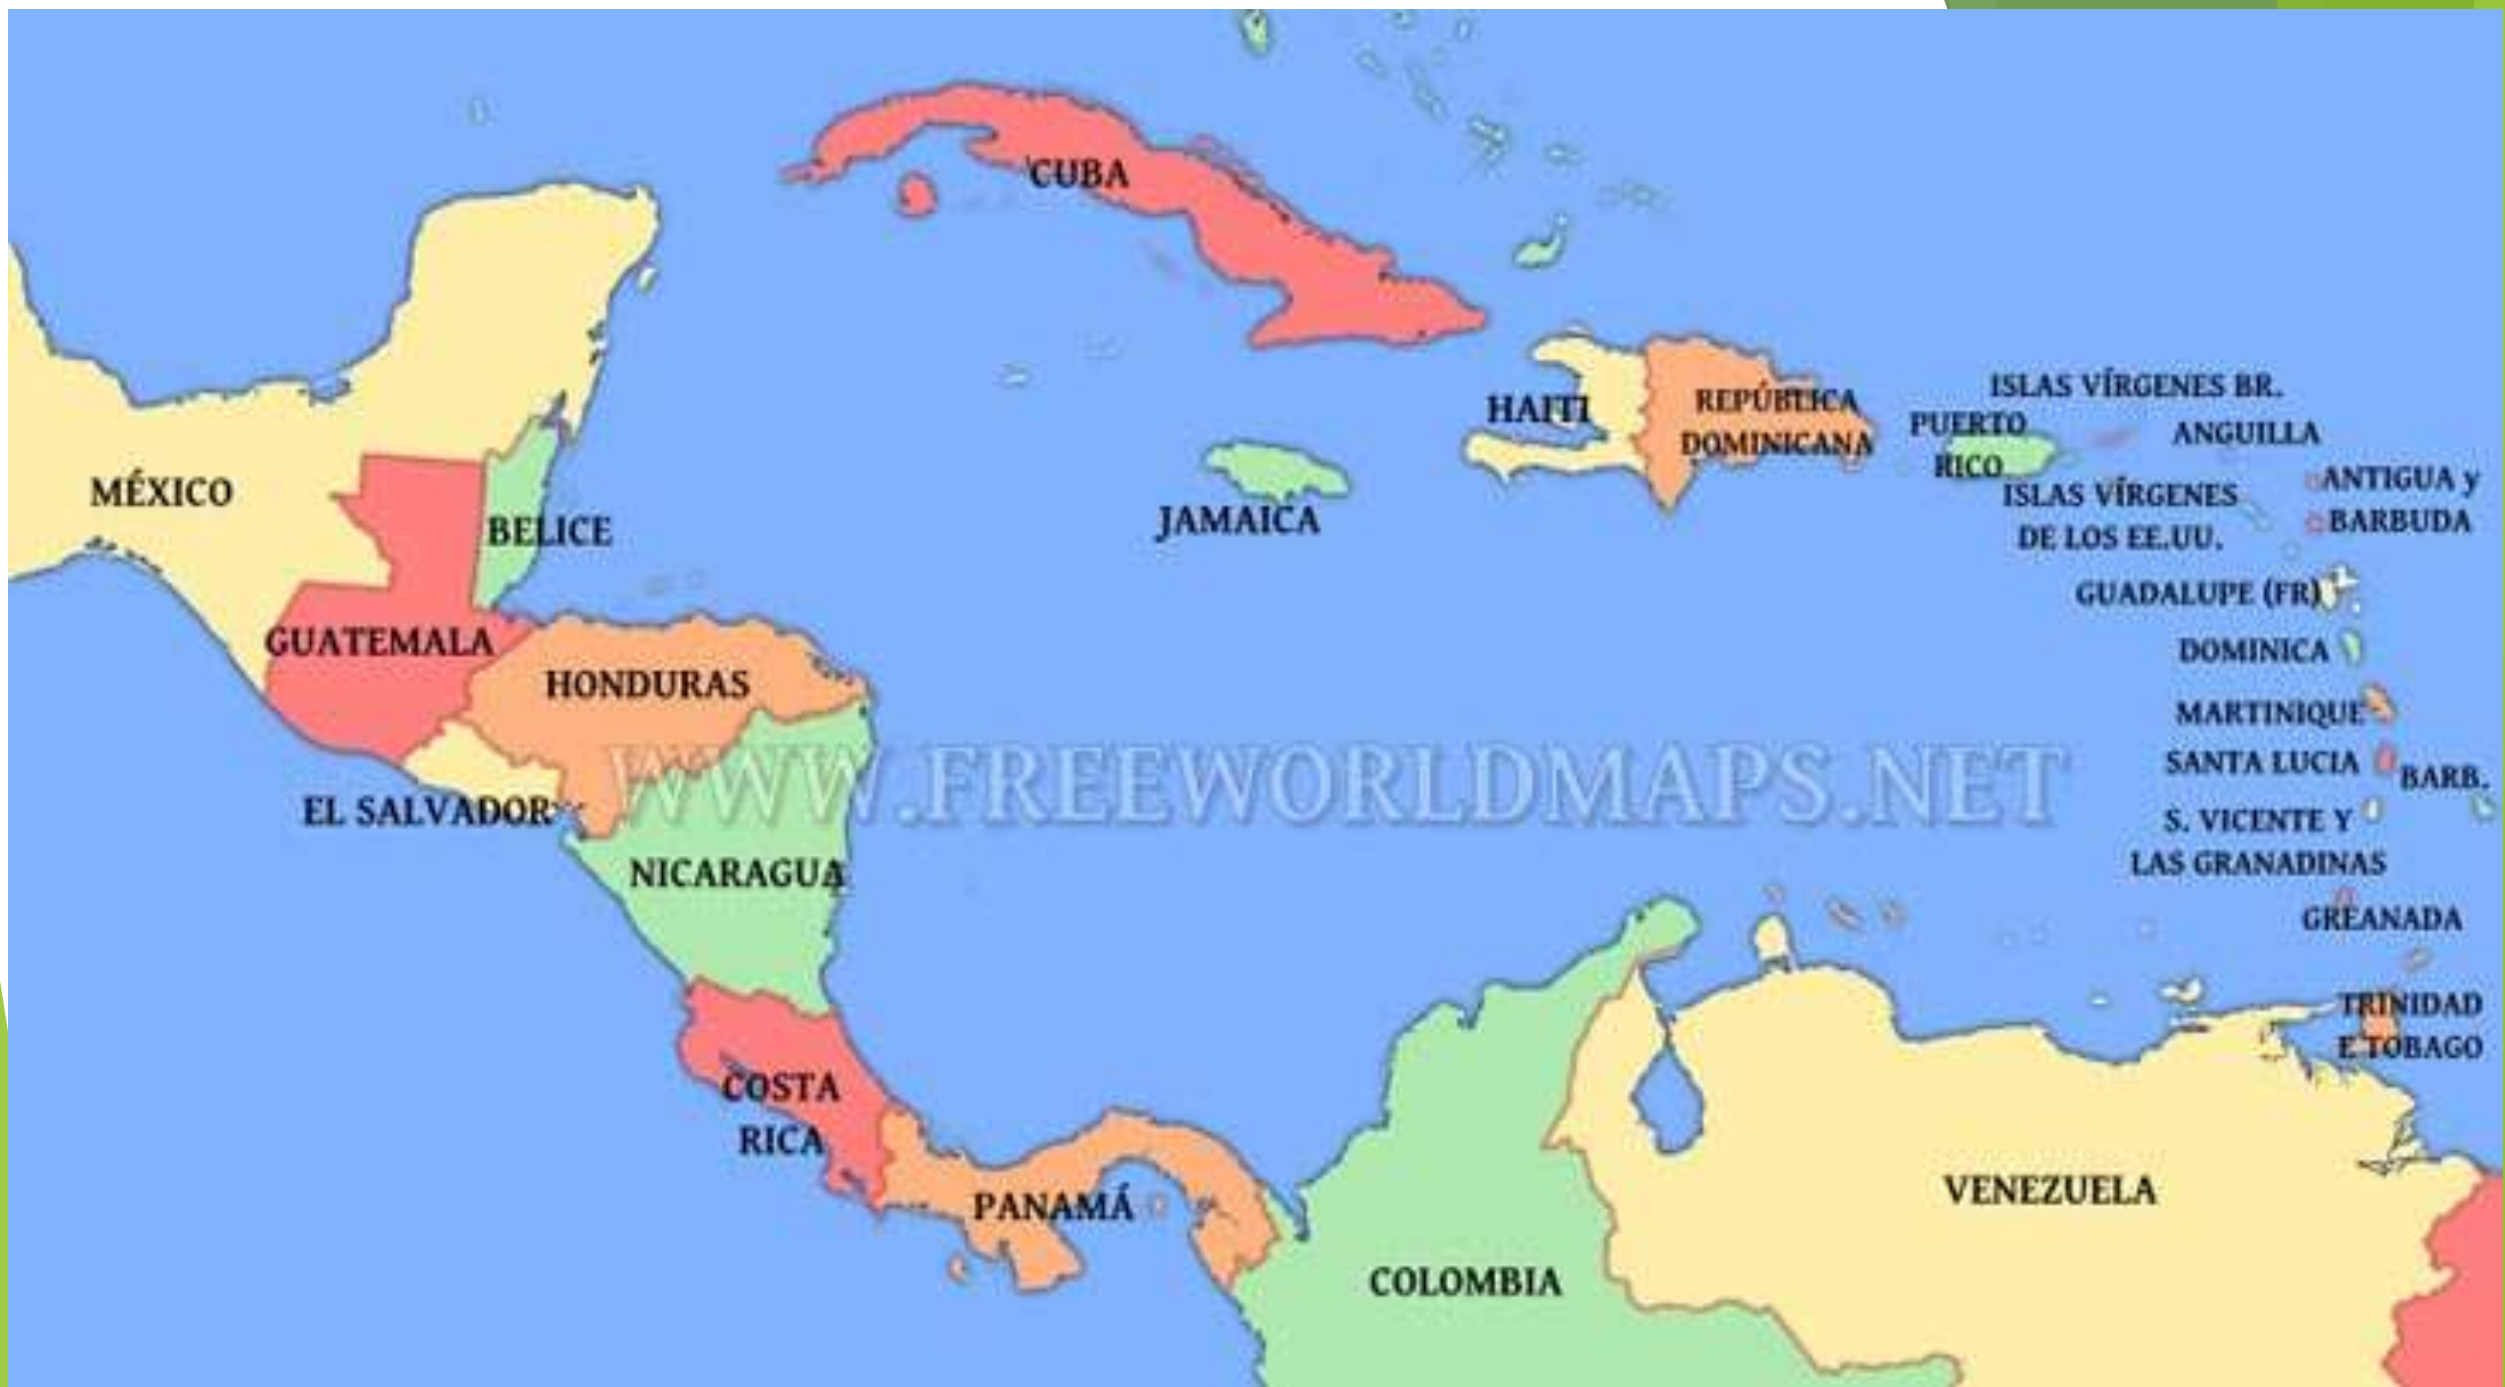 CUBA
ISLAS VÍRGENES BR.
HAITI
REPÚBLICA
DOMINICANA
PUERTO
RICO
ANGUILLA
MÉXICO
BELICE
JAMAICA
ISLAS VÍRGENES
DE LOS EE.UU.
ANTIGUA y
BARBUDA
GUADALUPE (FR)
GUATEMALA
HONDURAS
DOMINICA
MARTINIQUE
SANTA LUCIA
BARB.
WWW.FREEWORLDMAPS.NET
EL SALVADOR
S. VICENTE Y
LAS GRANADINAS
NICARAGUA
GREANADA
TRINIDAD
E TOBAGO
COSTA
RICA
PANAMÁ
VENEZUELA
COLOMBIA